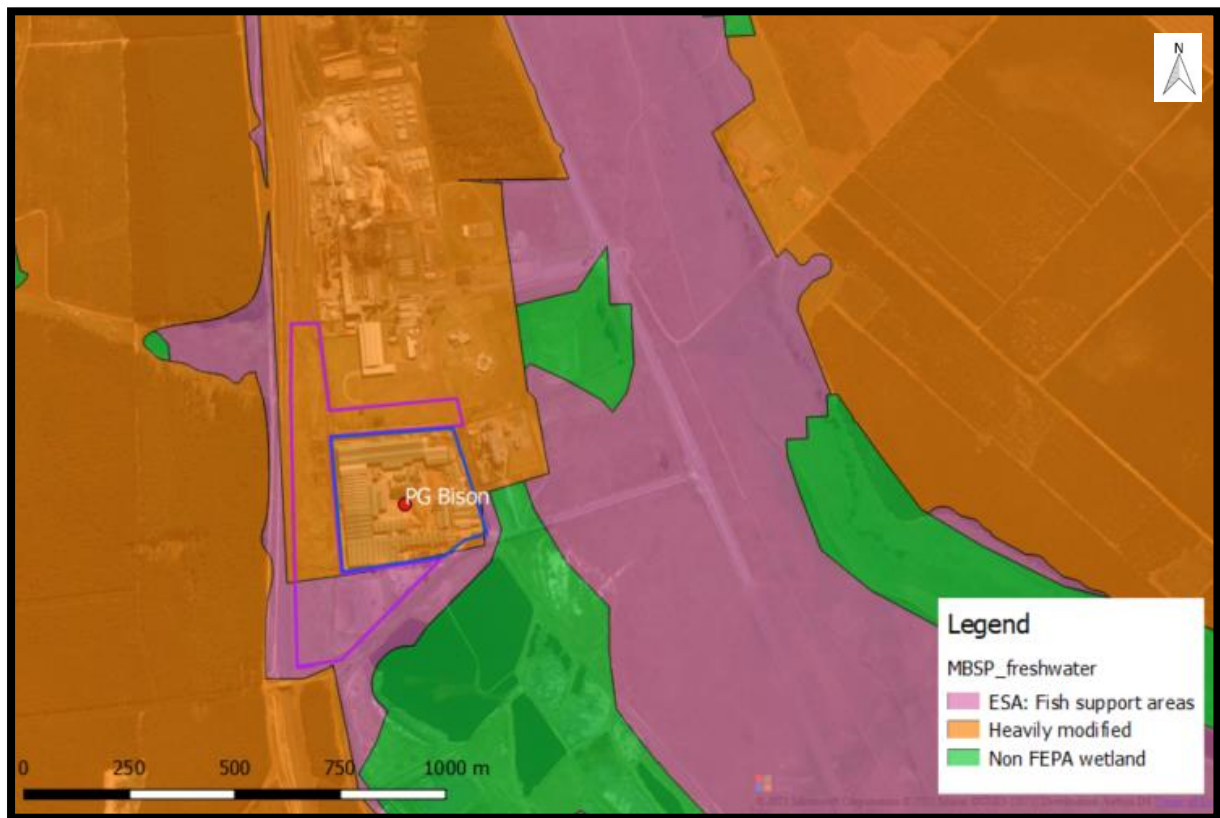 N
PG Bison
Legend
MBSP_freshwater
ESA: Fish support areas
Heavily modified
Non FEPA wetland
0 250 500 750 1000 m